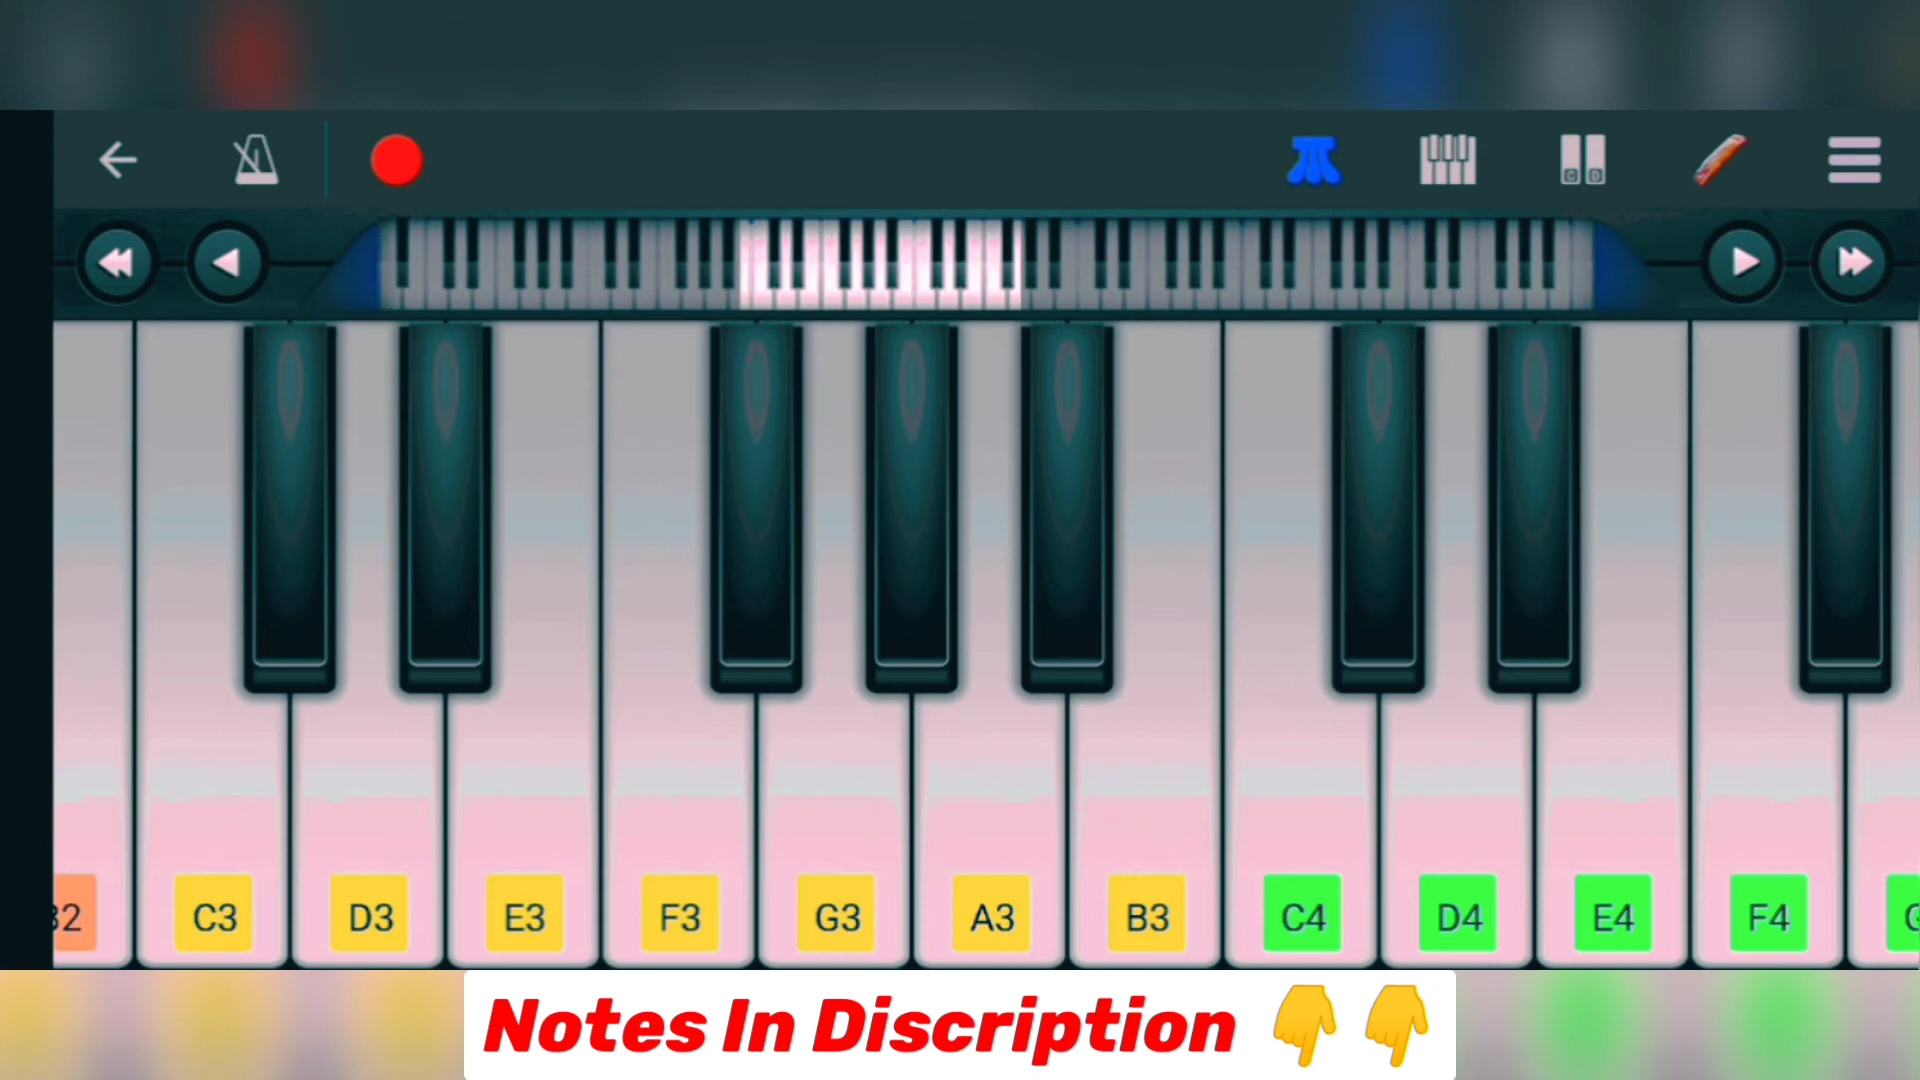 C3 D3 E3 F3 G3 A3 B3 C4 D4 E4 F4
Notes In Discription 👇👇